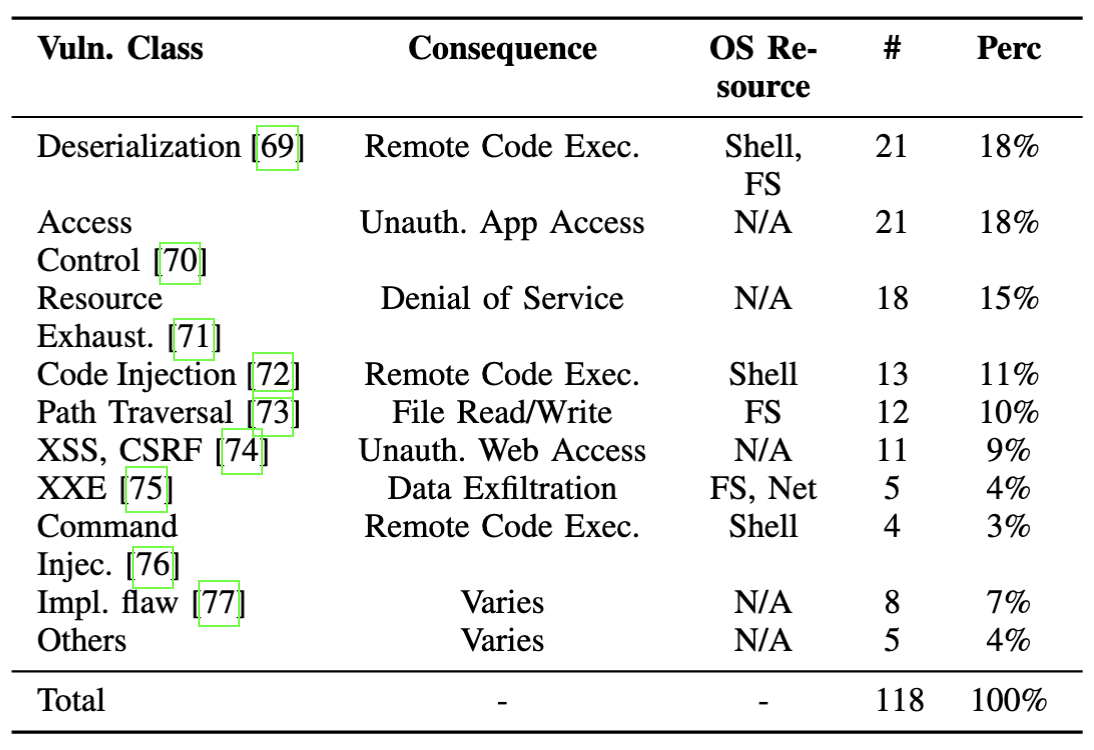 Vuln. Class Consequence OS Re- # Perc
source
Deserialization [69] Remote Code Exec. Shell, 21 18%
FS
Access Unauth. App Access N/A 21 18%
Control [70]
Resource Denial of Service N/A 18 15%
Exhaust. [71]
Code Injection [72] Remote Code Exec. Shell 13 11%
Path Traversal [73] File Read/Write FS 12 10%
XSS, CSRF [74] Unauth. Web Access N/A 11 9%
XXE [75] Data Exfiltration FS, Net 5 4%
Command Remote Code Exec. Shell 4 3%
Injec. [76]
Impl. flaw [77] Varies N/A 8 7%
Others Varies N/A 5 4%
Total - - 118 100%